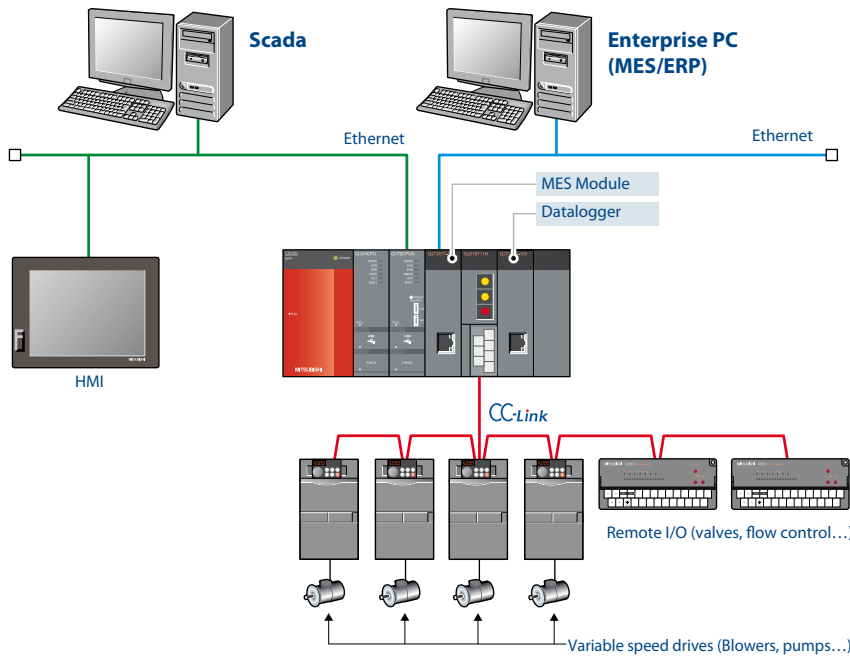 Scada
Enterprise PC
(MES/ERP)
Ethernet
Ethernet
MES Module
Datalogger
POWER
MITSUBISHI
HMI
CC-Link
Remote I/O (valves, flow control…)
Variable speed drives (Blowers, pumps…)